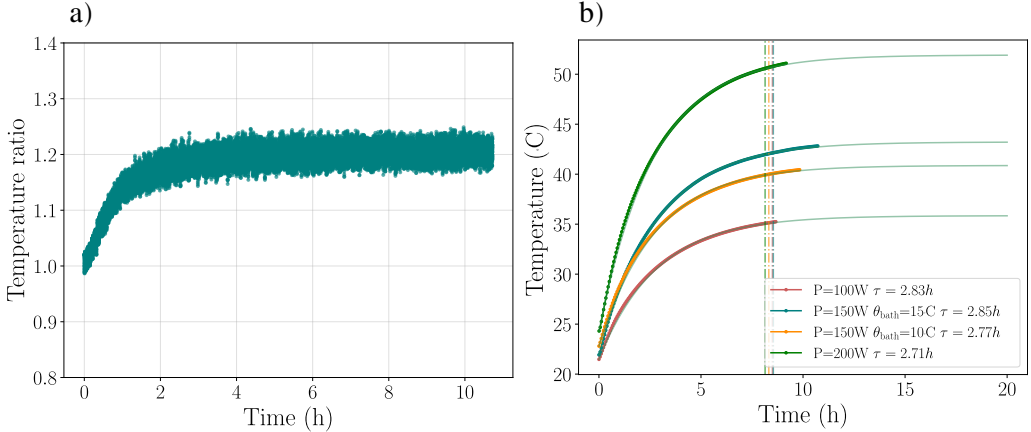 a)
1.4
1.3
1.2
1.1
1.0
0.9
0.8
0 2 4 6 8 10
Time (h)
Temperature ratio
b)
50
45
40
35
30
25
20
0 5 10 15 20
Time (h)
Temperature (·C)
P=100W τ = 2.83h
P=150W θbath=15C τ = 2.85h
P=150W θbath=10C τ = 2.77h
P=200W τ = 2.71h